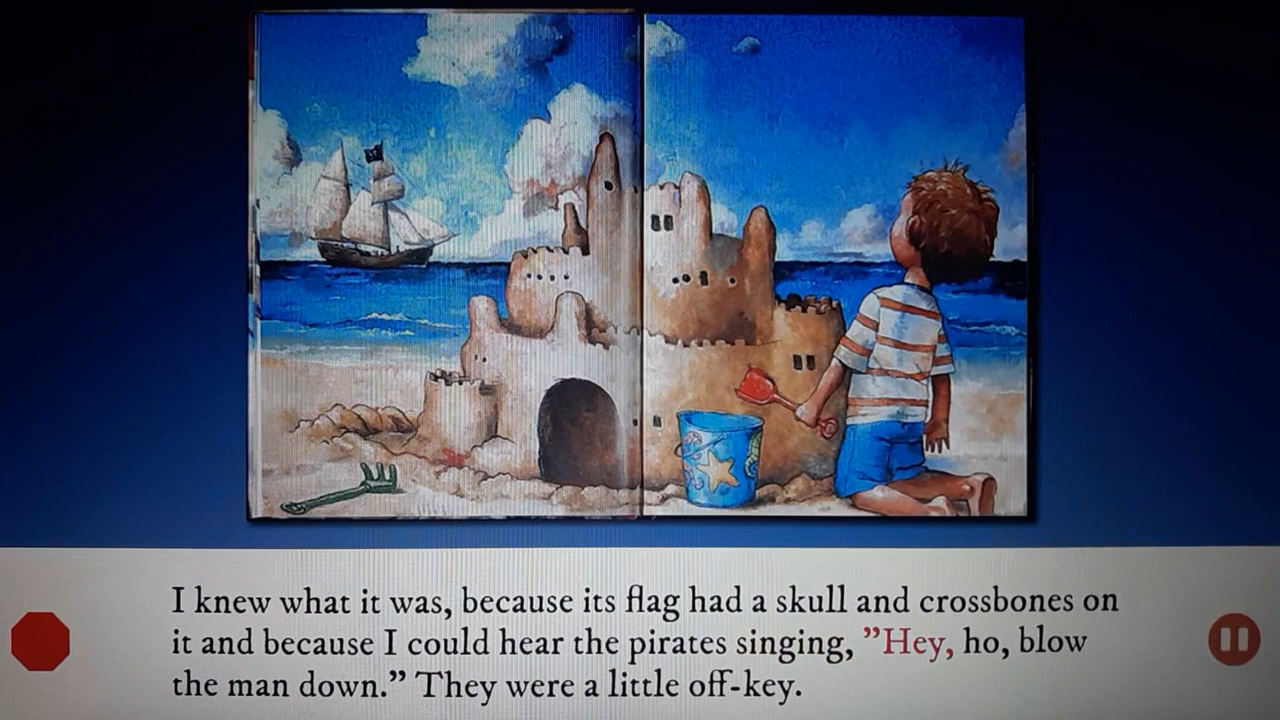 I knew what it was, because its flag had a skull and crossbones on
it and because I could hear the pirates singing, ”Hey, ho, blow
the man down.” They were a little off-key.